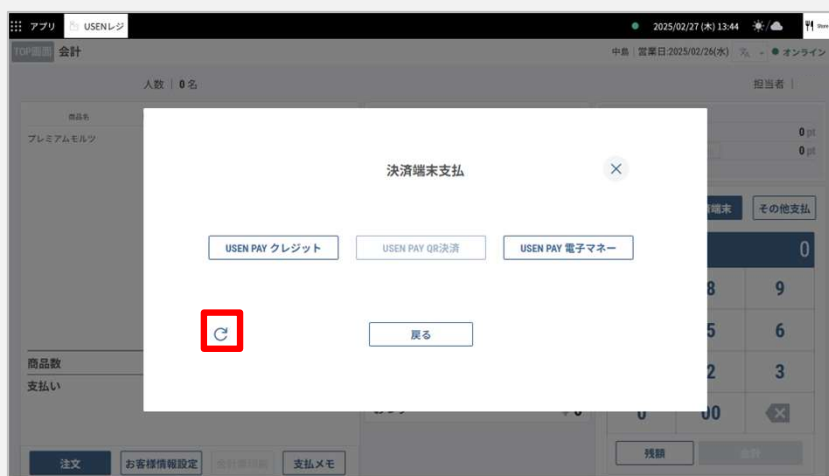 アプリ USENレジ 2025/02/27(木) 13:44
TOP画面 会計 中島 営業日:2025/02/26(水) オンライン
人数 | 0 名 担当者 |
商品名
プレミアムモルツ
0 pt
0 pt
決済端末支払
USEN PAY クレジット USEN PAY QR決済 USEN PAY 電子マネー
戻る
その他支払
0
8 9
5 6
2 3
0 00
商品数
支払い
注文 お客様情報設定 支払メモ
残額